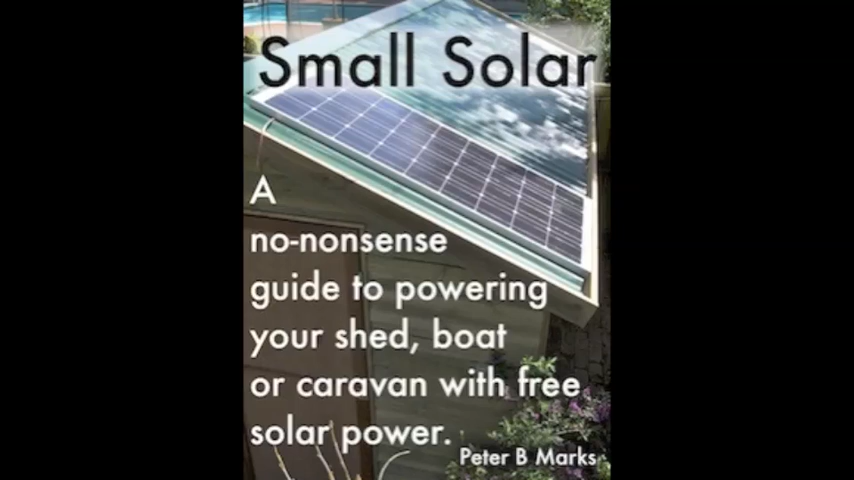 Small Solar
A
no-nonsense
guide to powering
your shed, boat
or caravan with free
solar power.
Peter B Marks